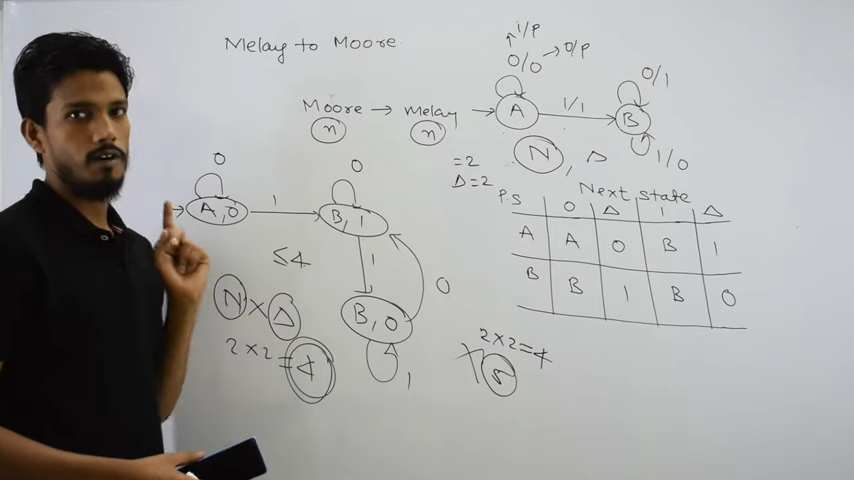 Melay to Moore
Moore → Melay
n n
↑ I/P
0/0 → O/P
A 1/1 B
0/1
1/0
N, Δ
=2
Δ=2
Next state
P.S 0 Δ 1 Δ
A A 0 B 1
B B 1 B 0
0
A,0
1
0
B,1
1
B,0
0
1
≤4
N × Δ
2×2=4
2×2=4
5